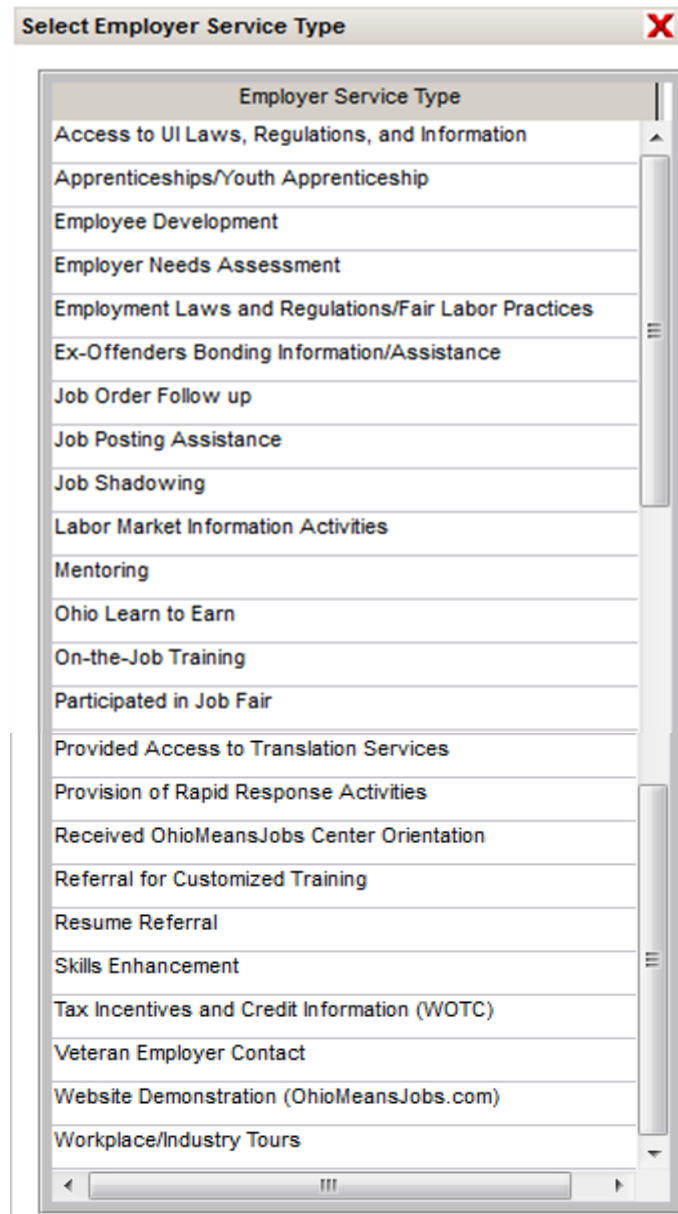 Select Employer Service Type
Employer Service Type
Access to UI Laws, Regulations, and Information
Apprenticeships/Youth Apprenticeship
Employee Development
Employer Needs Assessment
Employment Laws and Regulations/Fair Labor Practices
Ex-Offenders Bonding Information/Assistance
Job Order Follow up
Job Posting Assistance
Job Shadowing
Labor Market Information Activities
Mentoring
Ohio Learn to Earn
On-the-Job Training
Participated in Job Fair
Provided Access to Translation Services
Provision of Rapid Response Activities
Received OhioMeansJobs Center Orientation
Referral for Customized Training
Resume Referral
Skills Enhancement
Tax Incentives and Credit Information (WOTC)
Veteran Employer Contact
Website Demonstration (OhioMeansJobs.com)
Workplace/Industry Tours